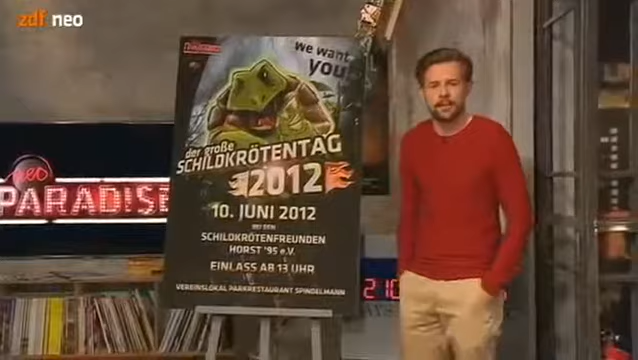 zdf neo
we want
you
der große
SCHILDKRÖTENTAG
2012
10. JUNI 2012
BEI DEN
SCHILDKRÖTENFREUNDEN
HORST '95 e.V.
EINLASS AB 13 UHR
VEREINSLOKAL PARKRESTAURANT SPINDELMANN
neo
PARADISE